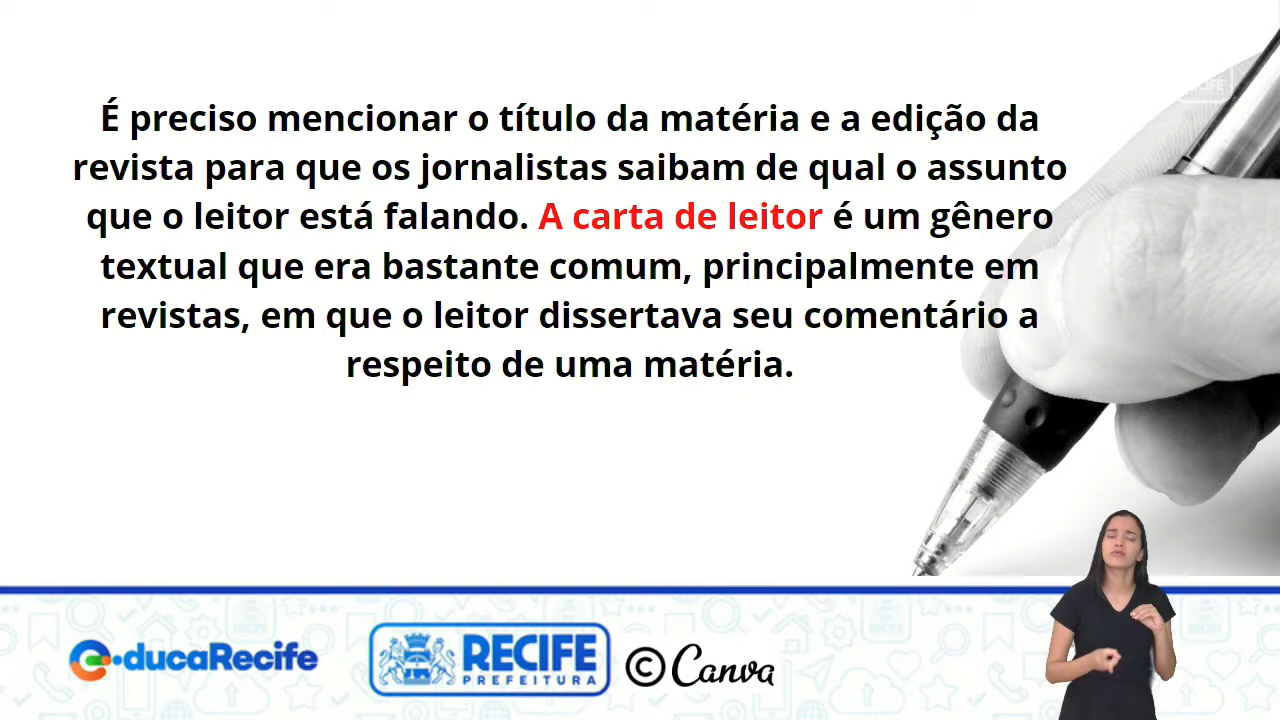 É preciso mencionar o título da matéria e a edição da
revista para que os jornalistas saibam de qual o assunto
que o leitor está falando. A carta de leitor é um gênero
textual que era bastante comum, principalmente em
revistas, em que o leitor dissertava seu comentário a
respeito de uma matéria.
EducaRecife
RECIFE
PREFEITURA
© Canva